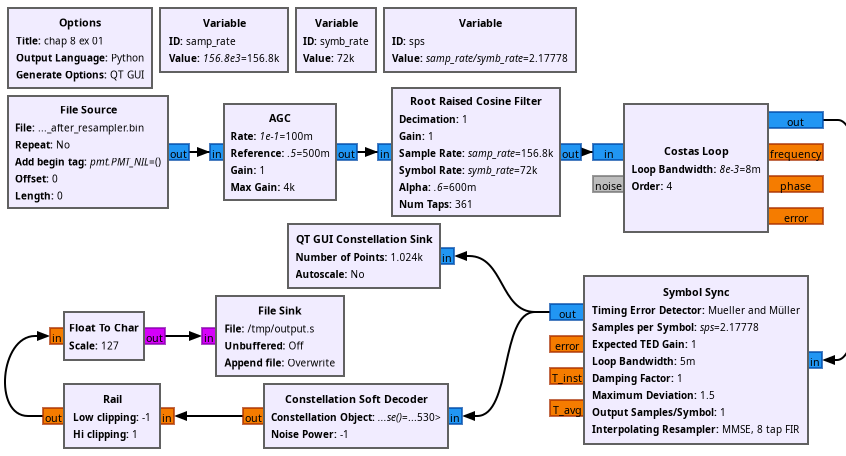 Options
Title: chap 8 ex 01
Output Language: Python
Generate Options: QT GUI
Variable
ID: samp_rate
Value: 156.8e3=156.8k
Variable
ID: symb_rate
Value: 72k
Variable
ID: sps
Value: samp_rate/symb_rate=2.17778
File Source
File: ..._after_resampler.bin
Repeat: No
Add begin tag: pmt.PMT_NIL=()
Offset: 0
Length: 0
out
in
AGC
Rate: 1e-1=100m
Reference: .5=500m
Gain: 1
Max Gain: 4k
out
in
Root Raised Cosine Filter
Decimation: 1
Gain: 1
Sample Rate: samp_rate=156.8k
Symbol Rate: symb_rate=72k
Alpha: .6=600m
Num Taps: 361
out
in
noise
Costas Loop
Loop Bandwidth: 8e-3=8m
Order: 4
out
frequency
phase
error
QT GUI Constellation Sink
Number of Points: 1.024k
Autoscale: No
in
Symbol Sync
Timing Error Detector: Mueller and Müller
Samples per Symbol: sps=2.17778
Expected TED Gain: 1
Loop Bandwidth: 5m
Damping Factor: 1
Maximum Deviation: 1.5
Output Samples/Symbol: 1
Interpolating Resampler: MMSE, 8 tap FIR
out
error
T_inst
T_avg
in
in
Float To Char
Scale: 127
out
in
File Sink
File: /tmp/output.s
Unbuffered: Off
Append file: Overwrite
out
Rail
Low clipping: -1
Hi clipping: 1
in
out
Constellation Soft Decoder
Constellation Object: ...se()=...530>
Noise Power: -1
in